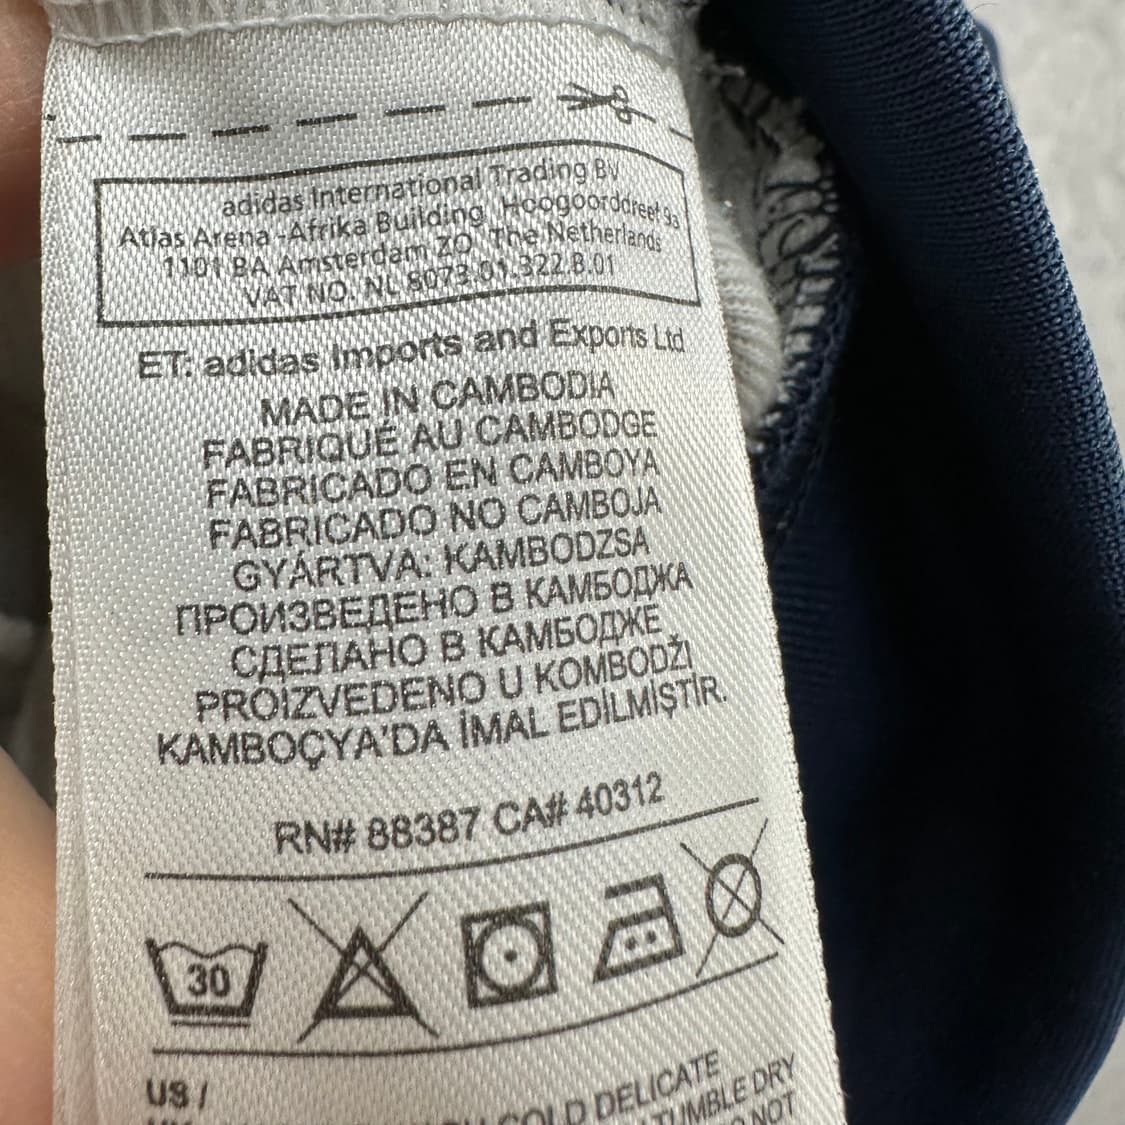 adidas International Trading BV
Atlas Arena -Afrika Building Hoogoorddreef 9a
1101 BA Amsterdam ZO The Netherlands
VAT NO. NL 8073.01.322.B.01
ET: adidas Imports and Exports Ltd
MADE IN CAMBODIA
FABRIQUÉ AU CAMBODGE
FABRICADO EN CAMBOYA
FABRICADO NO CAMBOJA
GYÁRTVA: KAMBODZSA
ПРОИЗВЕДЕНО В КАМБОДЖА
СДЕЛАНО В КАМБОДЖЕ
PROIZVEDENO U KOMBODŽI
KAMBOÇYA'DA İMAL EDİLMİŞTİR.
RN# 88387 CA# 40312
30
US /
COLD DELICATE
TUMBLE DRY
NOT